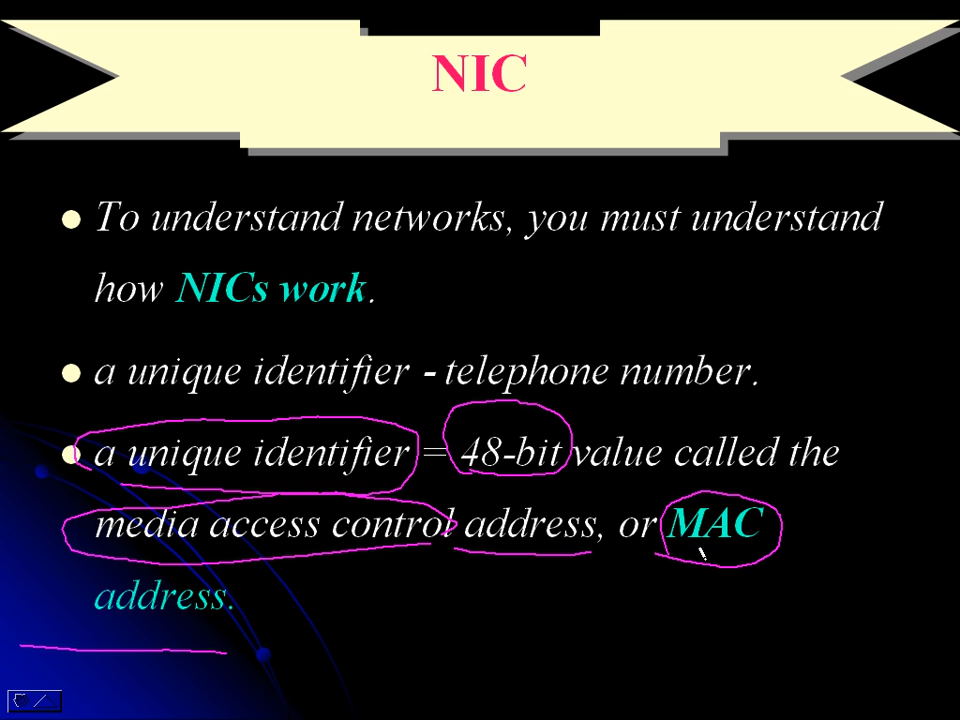 NIC
To understand networks, you must understand
how NICs work.
a unique identifier - telephone number.
a unique identifier = 48-bit value called the
media access control address, or MAC
address.